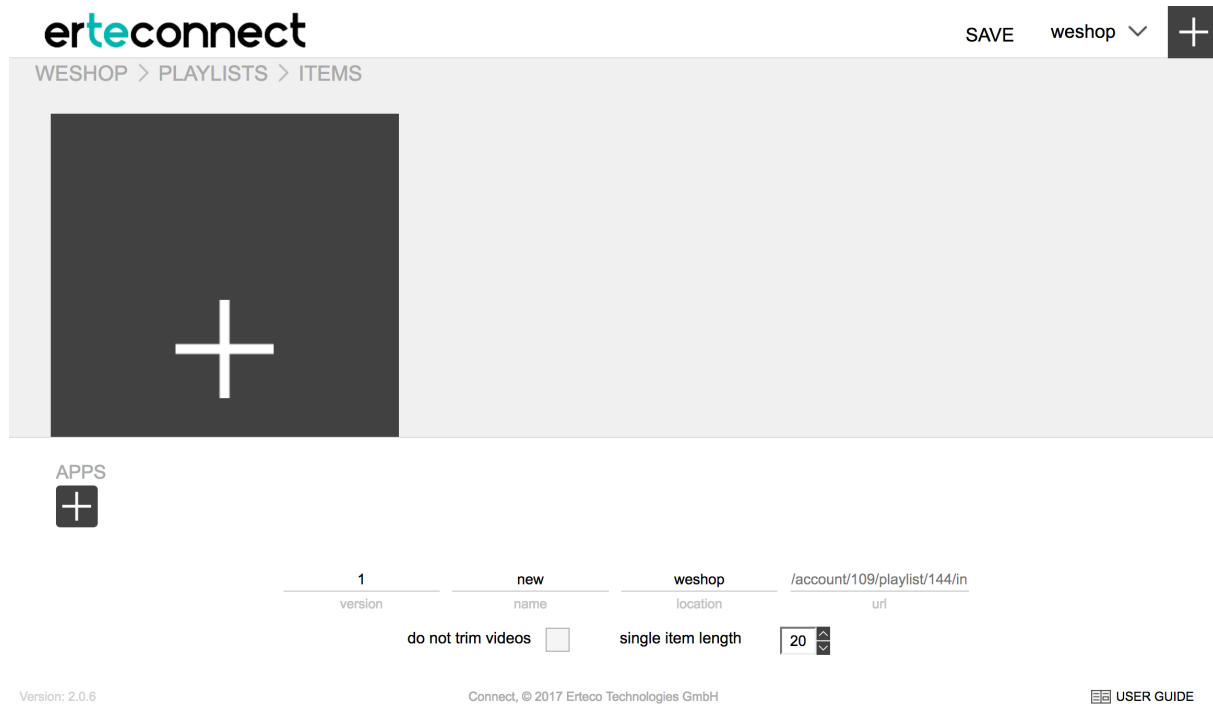 erteconnect
SAVE weshop
WESHOP > PLAYLISTS > ITEMS
APPS
1 new weshop /account/109/playlist/144/in
version name location url
do not trim videos single item length 20
Version: 2.0.6 Connect, © 2017 Erteco Technologies GmbH USER GUIDE